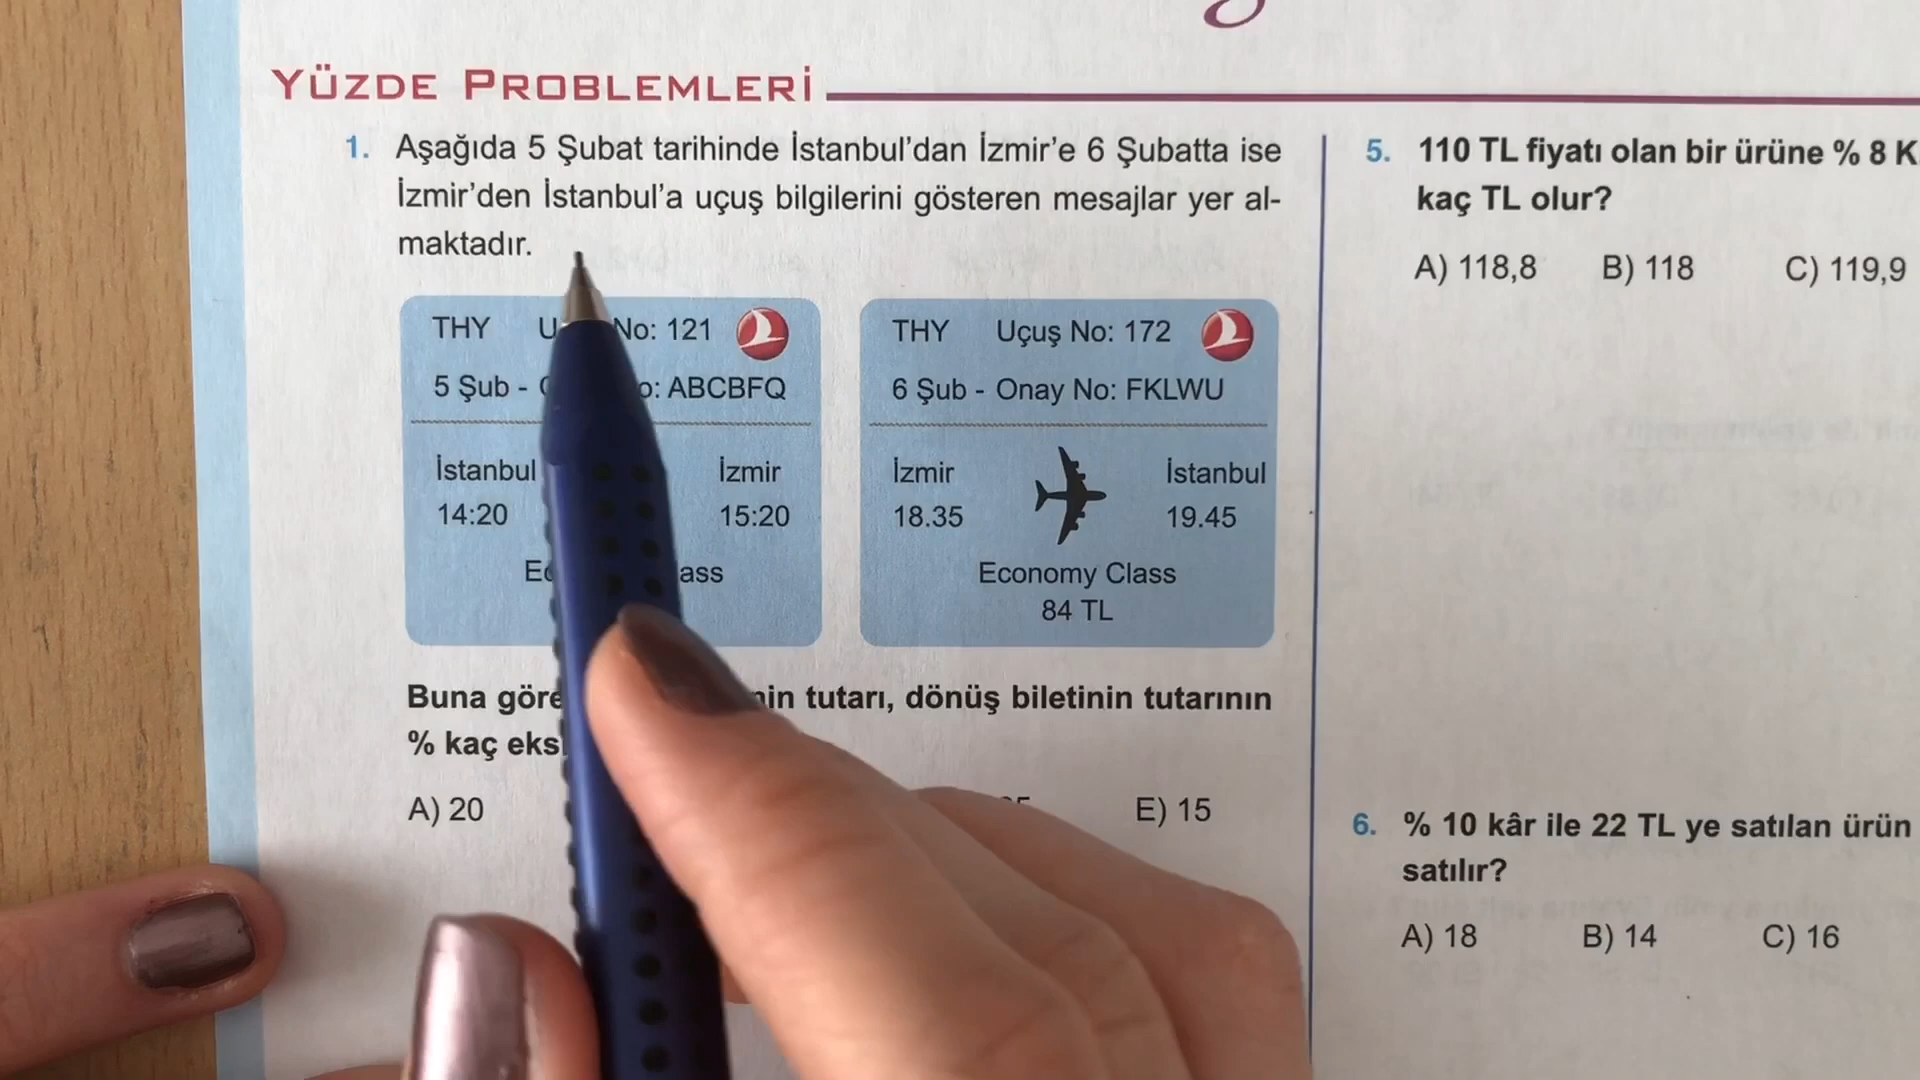 YÜZDE PROBLEMLERİ
1. Aşağıda 5 Şubat tarihinde İstanbul'dan İzmir'e 6 Şubatta ise
İzmir'den İstanbul'a uçuş bilgilerini gösteren mesajlar yer al-
maktadır.
THY No: 121
5 Şub - ABCBFQ
İstanbul İzmir
14:20 15:20
THY Uçuş No: 172
6 Şub - Onay No: FKLWU
İzmir İstanbul
18.35 19.45
Economy Class
84 TL
Buna göre tutarı, dönüş biletinin tutarının
% kaç
A) 20 E) 15
5. 110 TL fiyatı olan bir ürüne % 8 K
kaç TL olur?
A) 118,8 B) 118 C) 119,9
6. % 10 kâr ile 22 TL ye satılan ürün
satılır?
A) 18 B) 14 C) 16